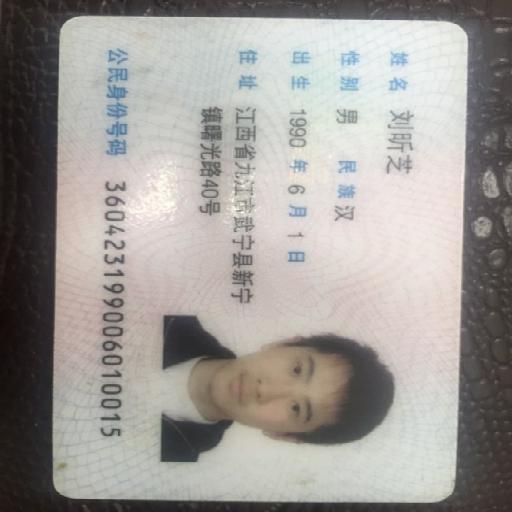 姓名 刘昕芝
性别 男 民族 汉
出生 1990 年 6 月 1 日
住址 江西省九江市武宁县新宁
镇曙光路40号
公民身份号码 360423199006010015